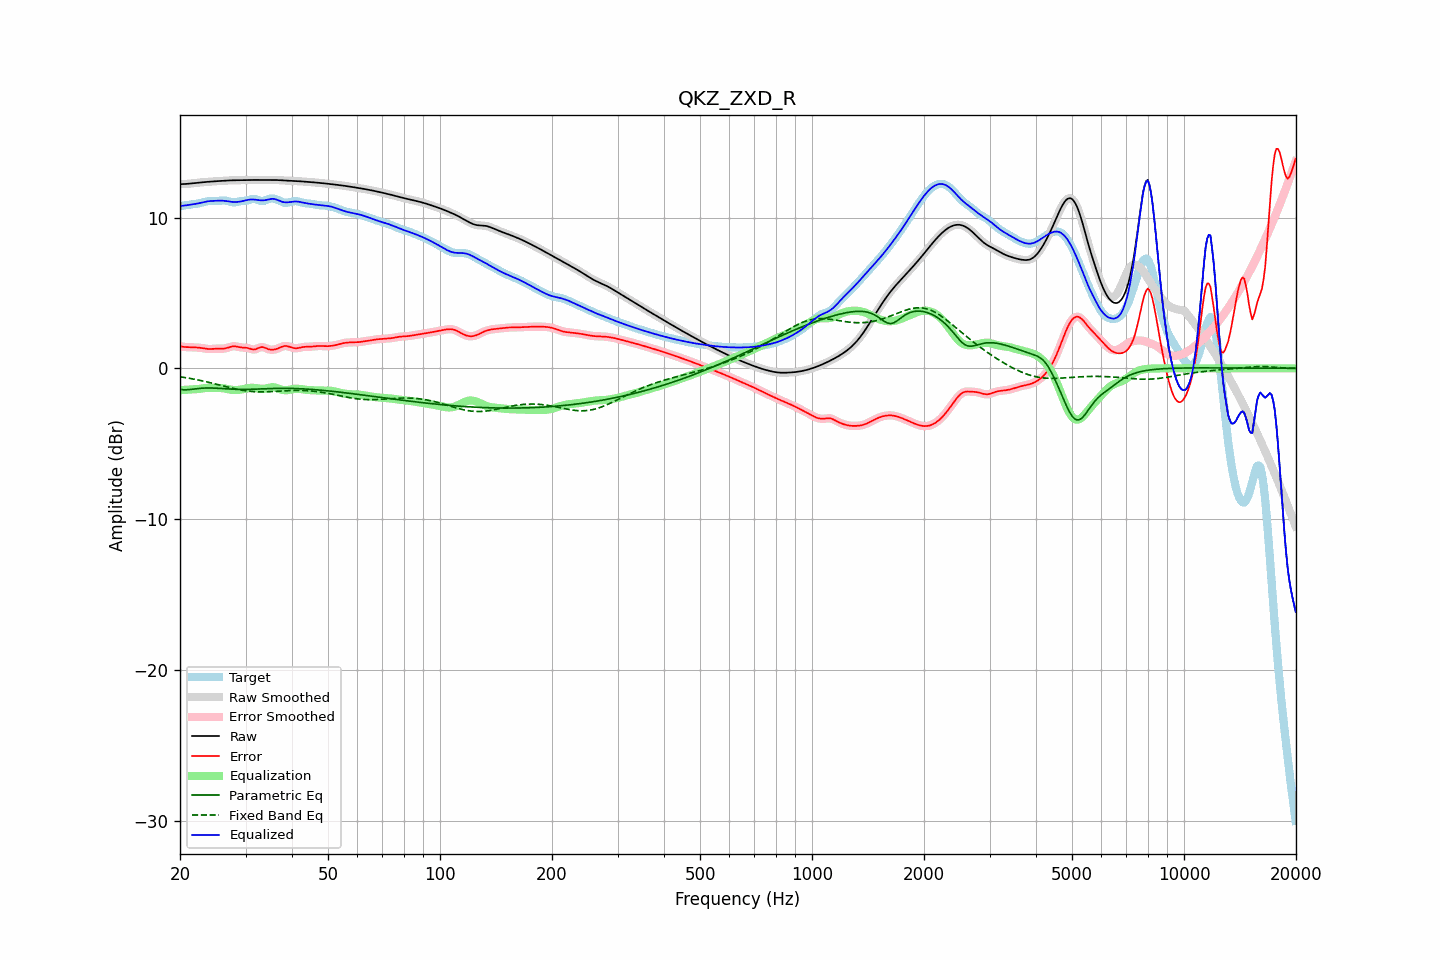 QKZ_ZXD_R
Amplitude (dBr)
10
0
−10
−20
−30
Target
Raw Smoothed
Error Smoothed
Raw
Error
Equalization
Parametric Eq
Fixed Band Eq
Equalized
20 50 100 200 500 1000 2000 5000 10000 20000
Frequency (Hz)